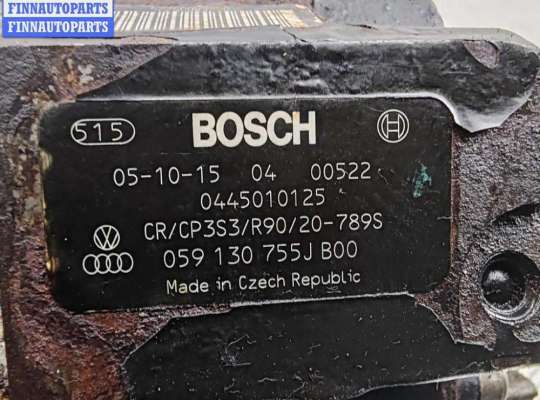 FINNAUTOPARTS
FINNAUTOPARTS
515 BOSCH
05-10-15 04 00522
0445010125
CR/CP3S3/R90/20-789S
059 130 755J B00
Made in Czech Republic